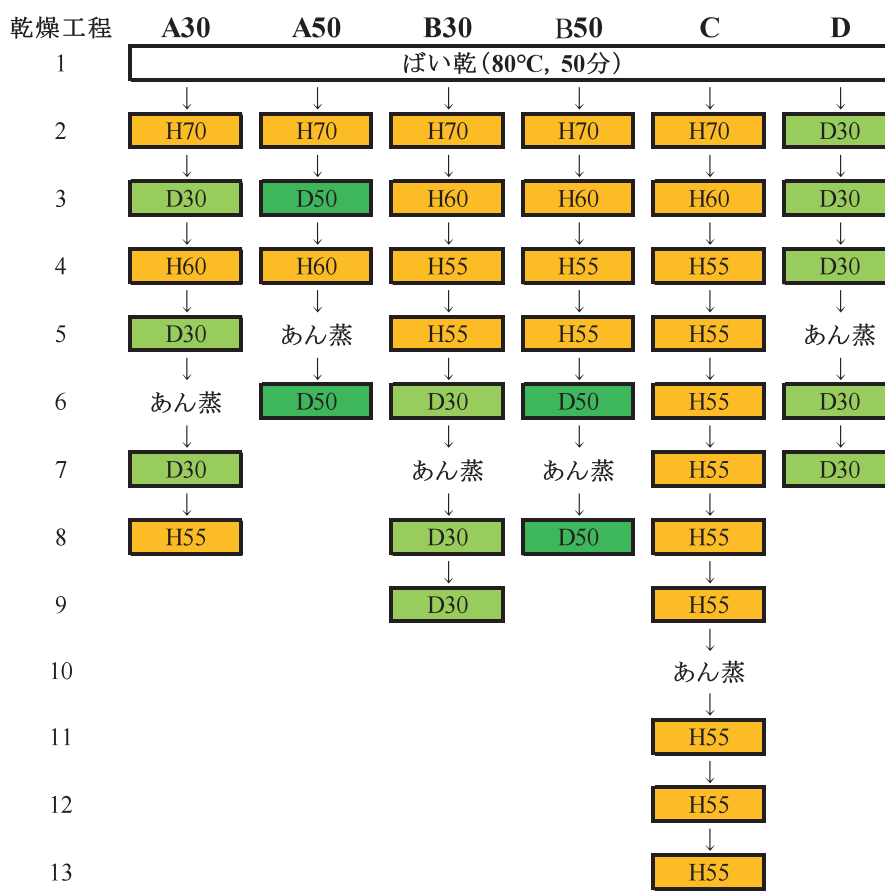 乾燥工程 A30 A50 B30 B50 C D
1 ばい乾(80℃, 50分)
↓ ↓ ↓ ↓ ↓ ↓
2 H70 H70 H70 H70 H70 D30
↓ ↓ ↓ ↓ ↓ ↓
3 D30 D50 H60 H60 H60 D30
↓ ↓ ↓ ↓ ↓ ↓
4 H60 H60 H55 H55 H55 D30
↓ ↓ ↓ ↓ ↓ ↓
5 D30 あん蒸 H55 H55 H55 あん蒸
↓ ↓ ↓ ↓ ↓ ↓
6 あん蒸 D50 D30 D50 H55 D30
↓ ↓ ↓ ↓ ↓
7 D30 あん蒸 あん蒸 H55 D30
↓ ↓ ↓ ↓
8 H55 D30 D50 H55
↓ ↓
9 D30 H55
↓
10 あん蒸
↓
11 H55
↓
12 H55
↓
13 H55